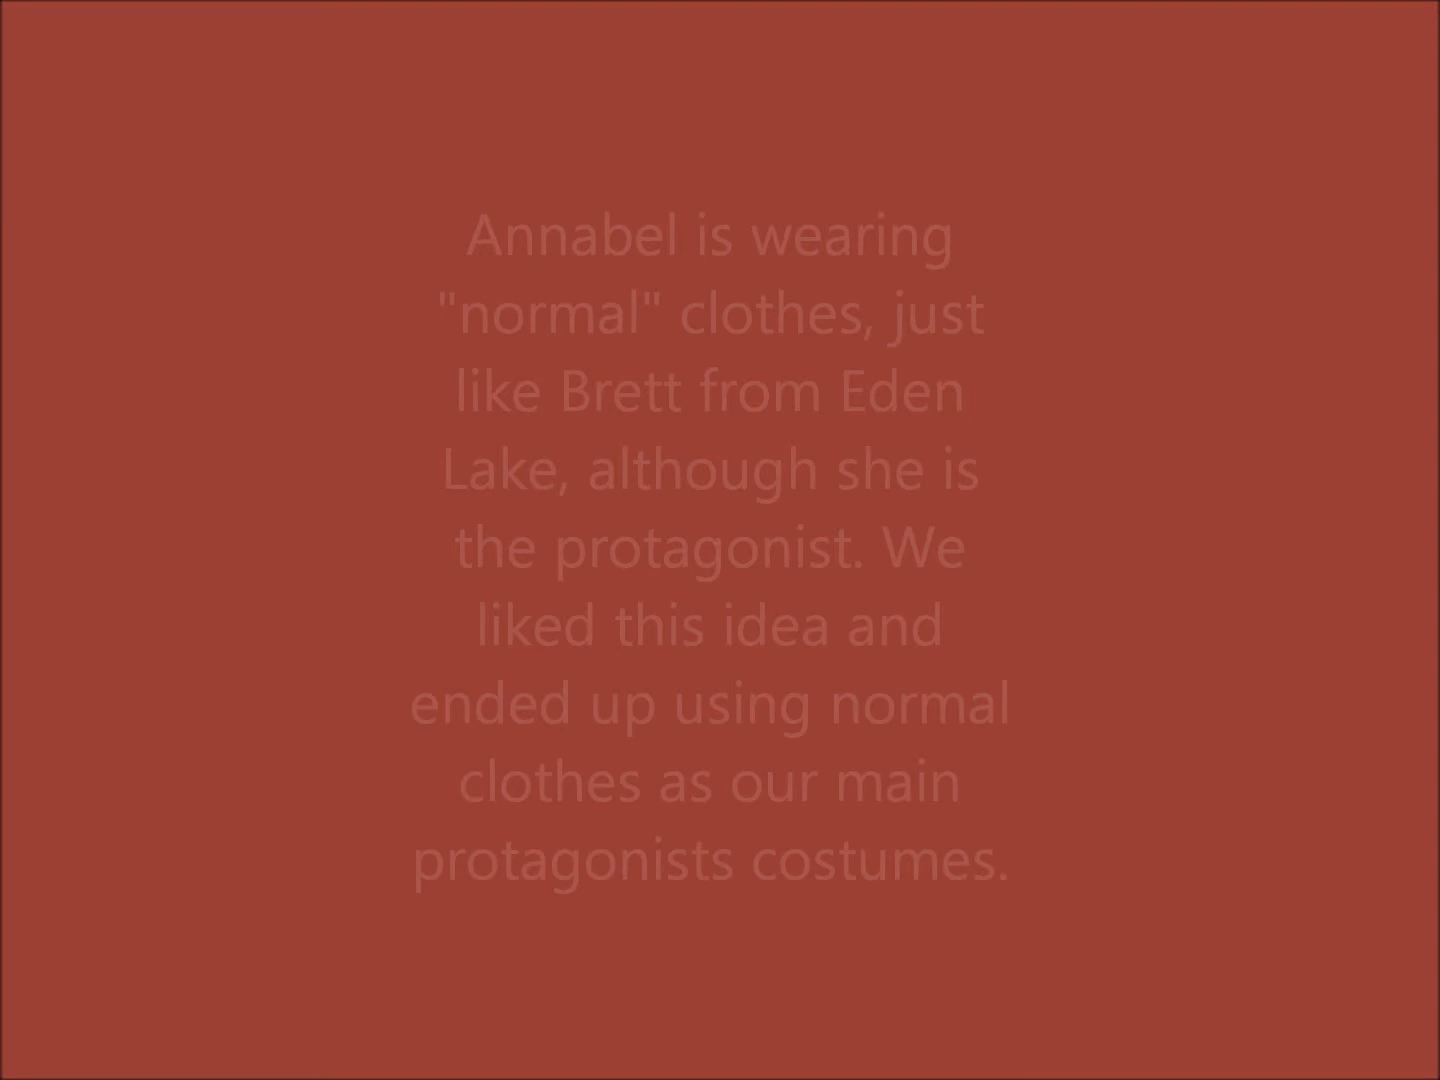 Annabel is wearing
"normal" clothes, just
like Brett from Eden
Lake, although she is
the protagonist. We
liked this idea and
ended up using normal
clothes as our main
protagonists costumes.